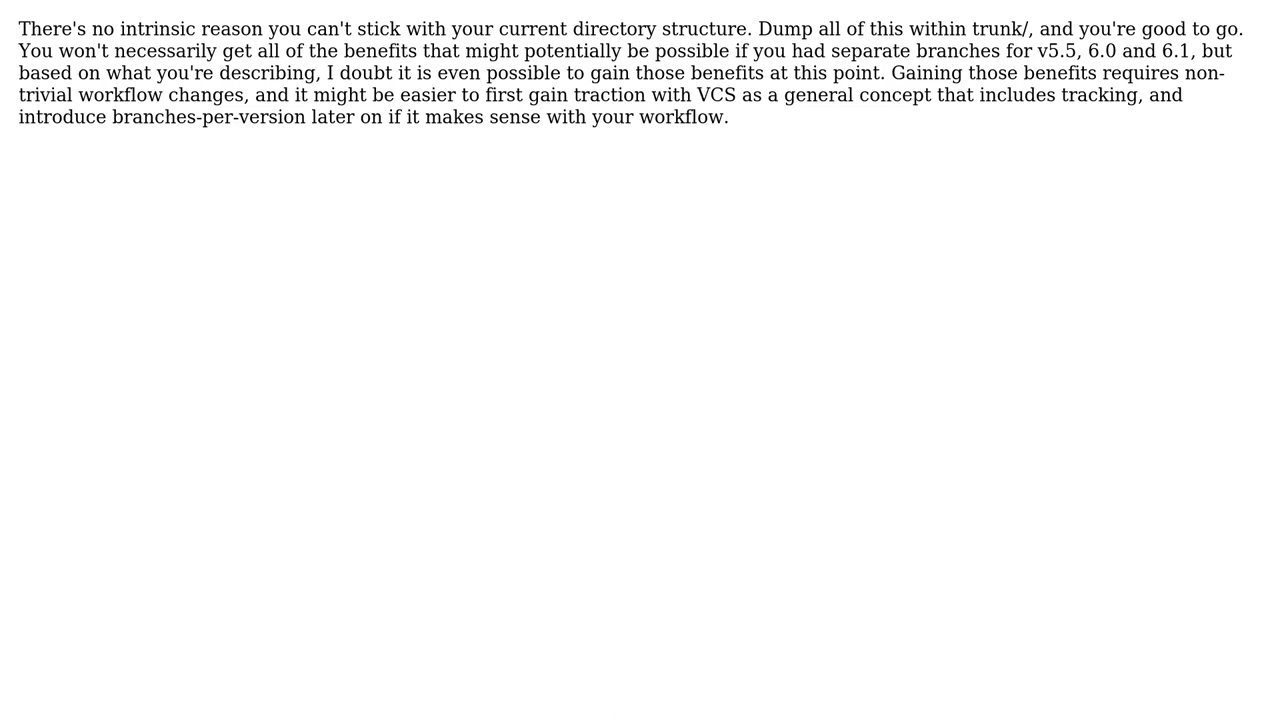 There's no intrinsic reason you can't stick with your current directory structure. Dump all of this within trunk/, and you're good to go.
You won't necessarily get all of the benefits that might potentially be possible if you had separate branches for v5.5, 6.0 and 6.1, but
based on what you're describing, I doubt it is even possible to gain those benefits at this point. Gaining those benefits requires non-
trivial workflow changes, and it might be easier to first gain traction with VCS as a general concept that includes tracking, and
introduce branches-per-version later on if it makes sense with your workflow.